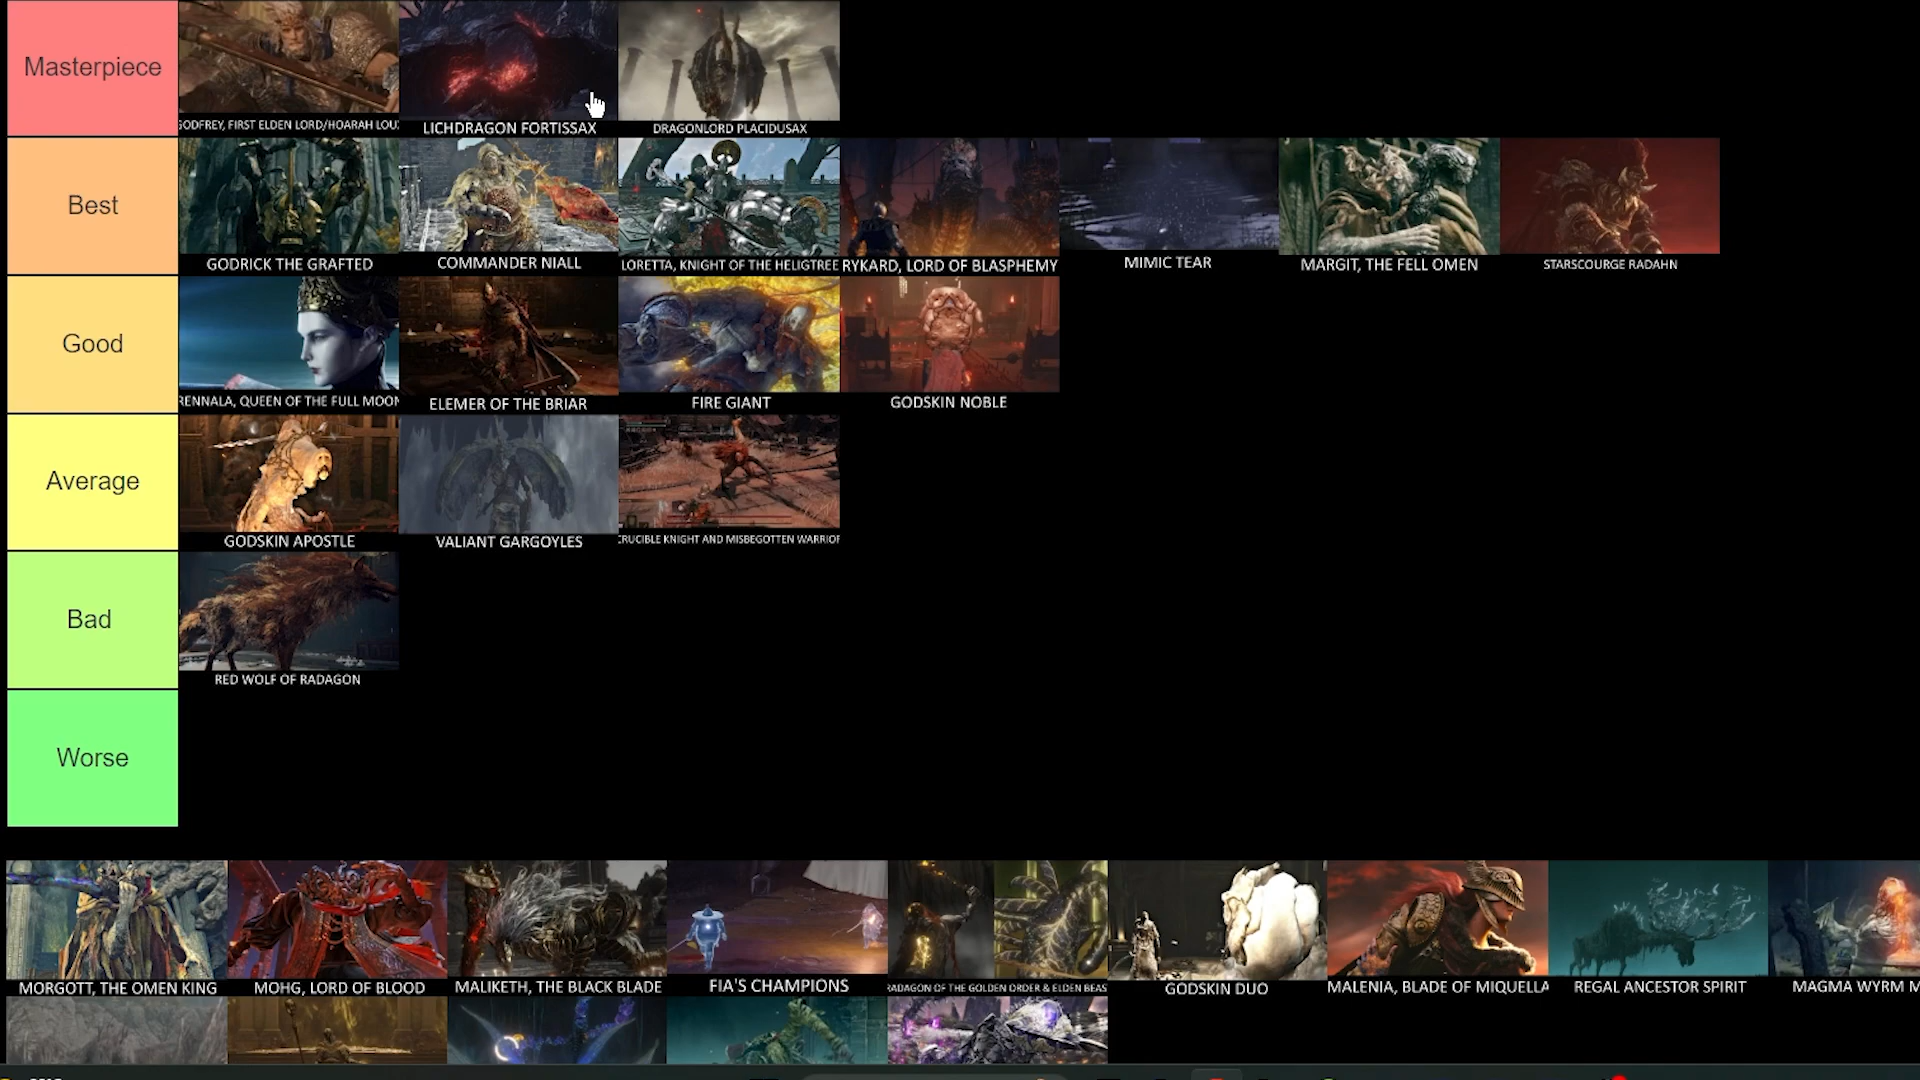 Masterpiece
GODFREY, FIRST ELDEN LORD/HOARAH LOU
LICHDRAGON FORTISSAX
DRAGONLORD PLACIDUSAX
Best
GODRICK THE GRAFTED
COMMANDER NIALL
LORETTA, KNIGHT OF THE HELIGTREE
RYKARD, LORD OF BLASPHEMY
MIMIC TEAR
MARGIT, THE FELL OMEN
STARSCOURGE RADAHN
Good
RENNALA, QUEEN OF THE FULL MOON
ELEMER OF THE BRIAR
FIRE GIANT
GODSKIN NOBLE
Average
GODSKIN APOSTLE
VALIANT GARGOYLES
CRUCIBLE KNIGHT AND MISBEGOTTEN WARRIOR
Bad
RED WOLF OF RADAGON
Worse
MORGOTT, THE OMEN KING
MOHG, LORD OF BLOOD
MALIKETH, THE BLACK BLADE
FIA'S CHAMPIONS
RADAGON OF THE GOLDEN ORDER & ELDEN BEAS
GODSKIN DUO
MALENIA, BLADE OF MIQUELLA
REGAL ANCESTOR SPIRIT
MAGMA WYRM M